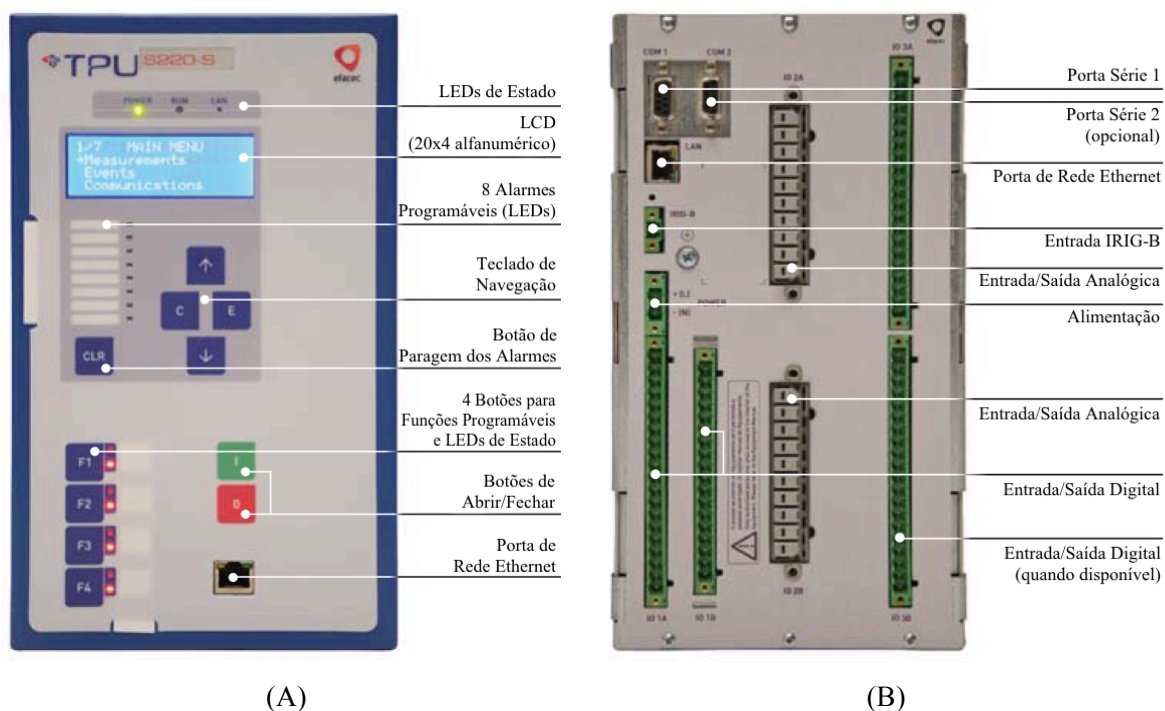 TPU S220-S
efacec
POWER RUN LAN
1/7 MAIN MENU
Measurements
Events
Communications
C E
CLR
F1
I
F2
O
F3
F4
LEDs de Estado
LCD
(20x4 alfanumérico)
8 Alarmes
Programáveis (LEDs)
Teclado de
Navegação
Botão de
Paragem dos Alarmes
4 Botões para
Funções Programáveis
e LEDs de Estado
Botões de
Abrir/Fechar
Porta de
Rede Ethernet
(A)
efacec
COM 1 COM 2
IO 2A
IO 3A
LAN
IRIG-B
POWER
IO 1A IO 1B
IO 2B
IO 3B
Porta Série 1
Porta Série 2
(opcional)
Porta de Rede Ethernet
Entrada IRIG-B
Entrada/Saída Analógica
Alimentação
Entrada/Saída Analógica
Entrada/Saída Digital
Entrada/Saída Digital
(quando disponível)
(B)